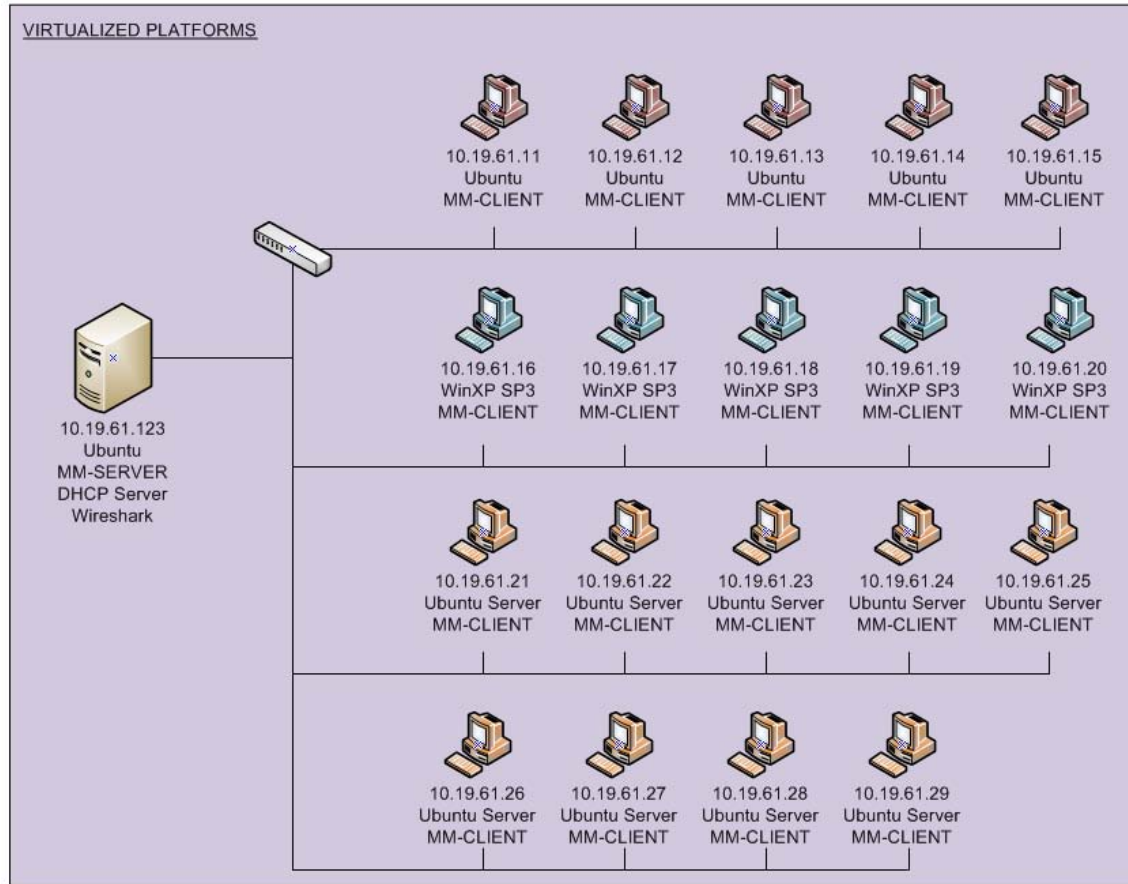 VIRTUALIZED PLATFORMS
10.19.61.11
Ubuntu
MM-CLIENT
10.19.61.12
Ubuntu
MM-CLIENT
10.19.61.13
Ubuntu
MM-CLIENT
10.19.61.14
Ubuntu
MM-CLIENT
10.19.61.15
Ubuntu
MM-CLIENT
10.19.61.16
WinXP SP3
MM-CLIENT
10.19.61.17
WinXP SP3
MM-CLIENT
10.19.61.18
WinXP SP3
MM-CLIENT
10.19.61.19
WinXP SP3
MM-CLIENT
10.19.61.20
WinXP SP3
MM-CLIENT
10.19.61.123
Ubuntu
MM-SERVER
DHCP Server
Wireshark
10.19.61.21
Ubuntu Server
MM-CLIENT
10.19.61.22
Ubuntu Server
MM-CLIENT
10.19.61.23
Ubuntu Server
MM-CLIENT
10.19.61.24
Ubuntu Server
MM-CLIENT
10.19.61.25
Ubuntu Server
MM-CLIENT
10.19.61.26
Ubuntu Server
MM-CLIENT
10.19.61.27
Ubuntu Server
MM-CLIENT
10.19.61.28
Ubuntu Server
MM-CLIENT
10.19.61.29
Ubuntu Server
MM-CLIENT